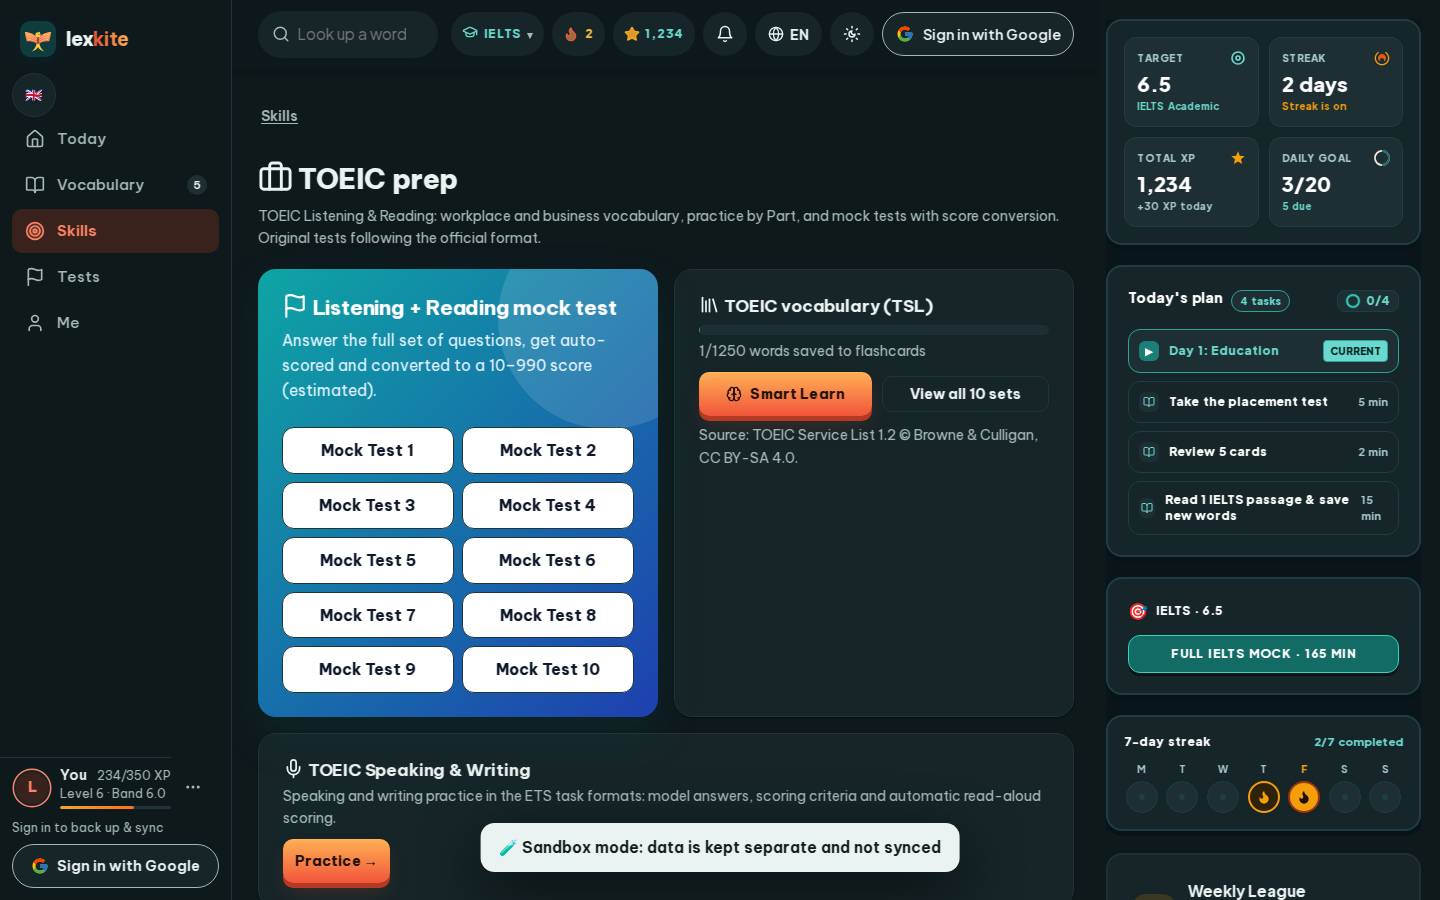 lexkite
Today
Vocabulary 5
Skills
Tests
Me
You 234/350 XP
L
Level 6 · Band 6.0
Sign in to back up & sync
Sign in with Google
Look up a word
IELTS ▾
2
1,234
EN
Sign in with Google
Skills
TOEIC prep
TOEIC Listening & Reading: workplace and business vocabulary, practice by Part, and mock tests with score conversion.
Original tests following the official format.
Listening + Reading mock test
Answer the full set of questions, get auto-
scored and converted to a 10–990 score
(estimated).
Mock Test 1
Mock Test 2
Mock Test 3
Mock Test 4
Mock Test 5
Mock Test 6
Mock Test 7
Mock Test 8
Mock Test 9
Mock Test 10
TOEIC vocabulary (TSL)
1/1250 words saved to flashcards
Smart Learn
View all 10 sets
Source: TOEIC Service List 1.2 © Browne & Culligan,
CC BY-SA 4.0.
TOEIC Speaking & Writing
Speaking and writing practice in the ETS task formats: model answers, scoring criteria and automatic read-aloud
scoring.
Practice →
Sandbox mode: data is kept separate and not synced
TARGET
6.5
IELTS Academic
STREAK
2 days
Streak is on
TOTAL XP
1,234
+30 XP today
DAILY GOAL
3/20
5 due
Today's plan 4 tasks 0/4
Day 1: Education CURRENT
Take the placement test 5 min
Review 5 cards 2 min
Read 1 IELTS passage & save 15
new words min
IELTS · 6.5
FULL IELTS MOCK · 165 MIN
7-day streak 2/7 completed
M T W T F S S
Weekly League